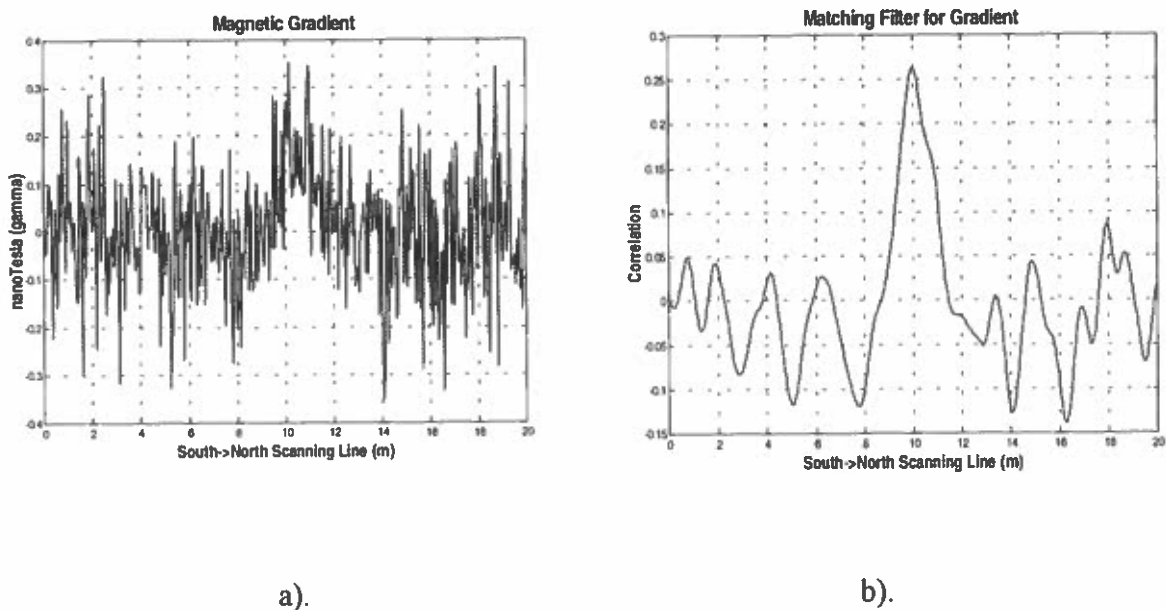 Magnetic Gradient
0.4
0.3
0.2
0.1
0
-0.1
-0.2
-0.3
-0.4
nanoTesla (gamma)
0 2 4 6 8 10 12 14 16 18 20
South->North Scanning Line (m)
a).
Matching Filter for Gradient
0.3
0.25
0.2
0.15
0.1
0.05
0
-0.05
-0.1
-0.15
Correlation
0 2 4 6 8 10 12 14 16 18 20
South->North Scanning Line (m)
b).